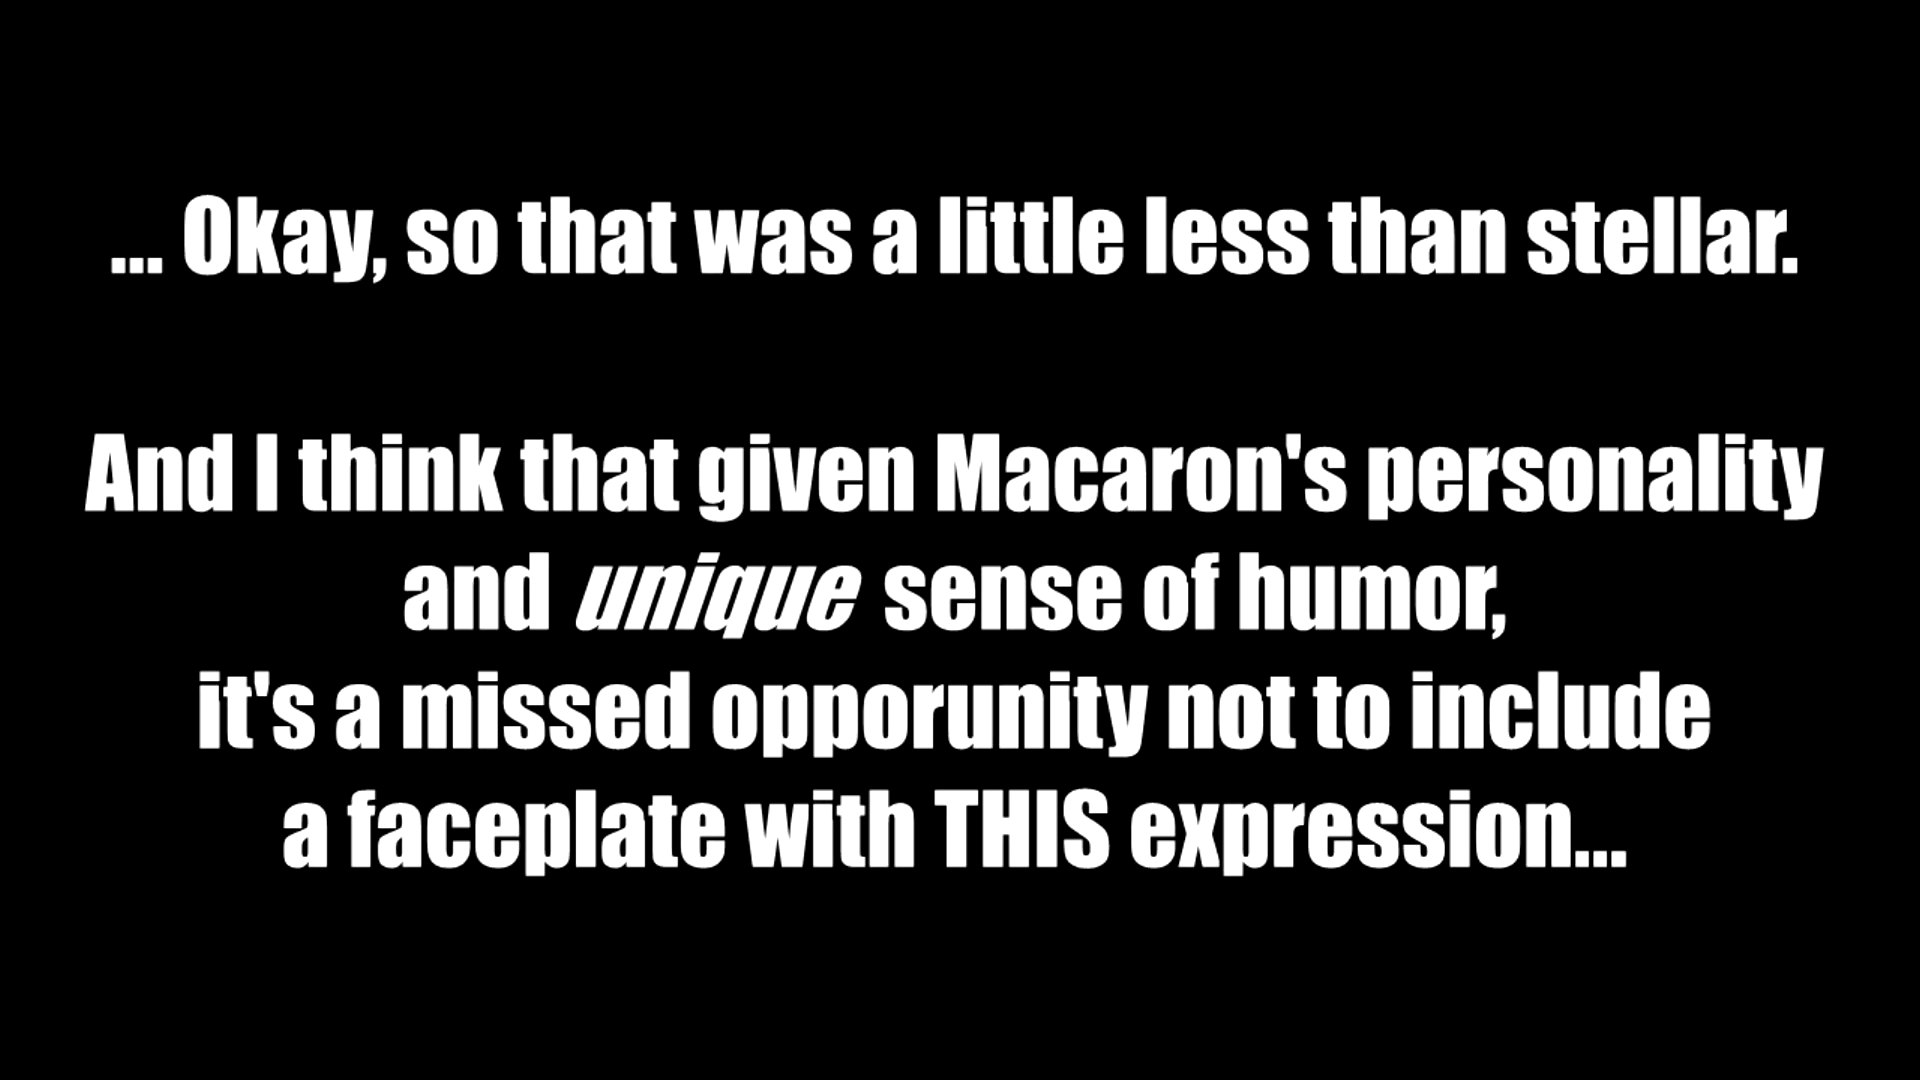 ... Okay, so that was a little less than stellar.
And I think that given Macaron's personality
and unique sense of humor,
it's a missed opporunity not to include
a faceplate with THIS expression...